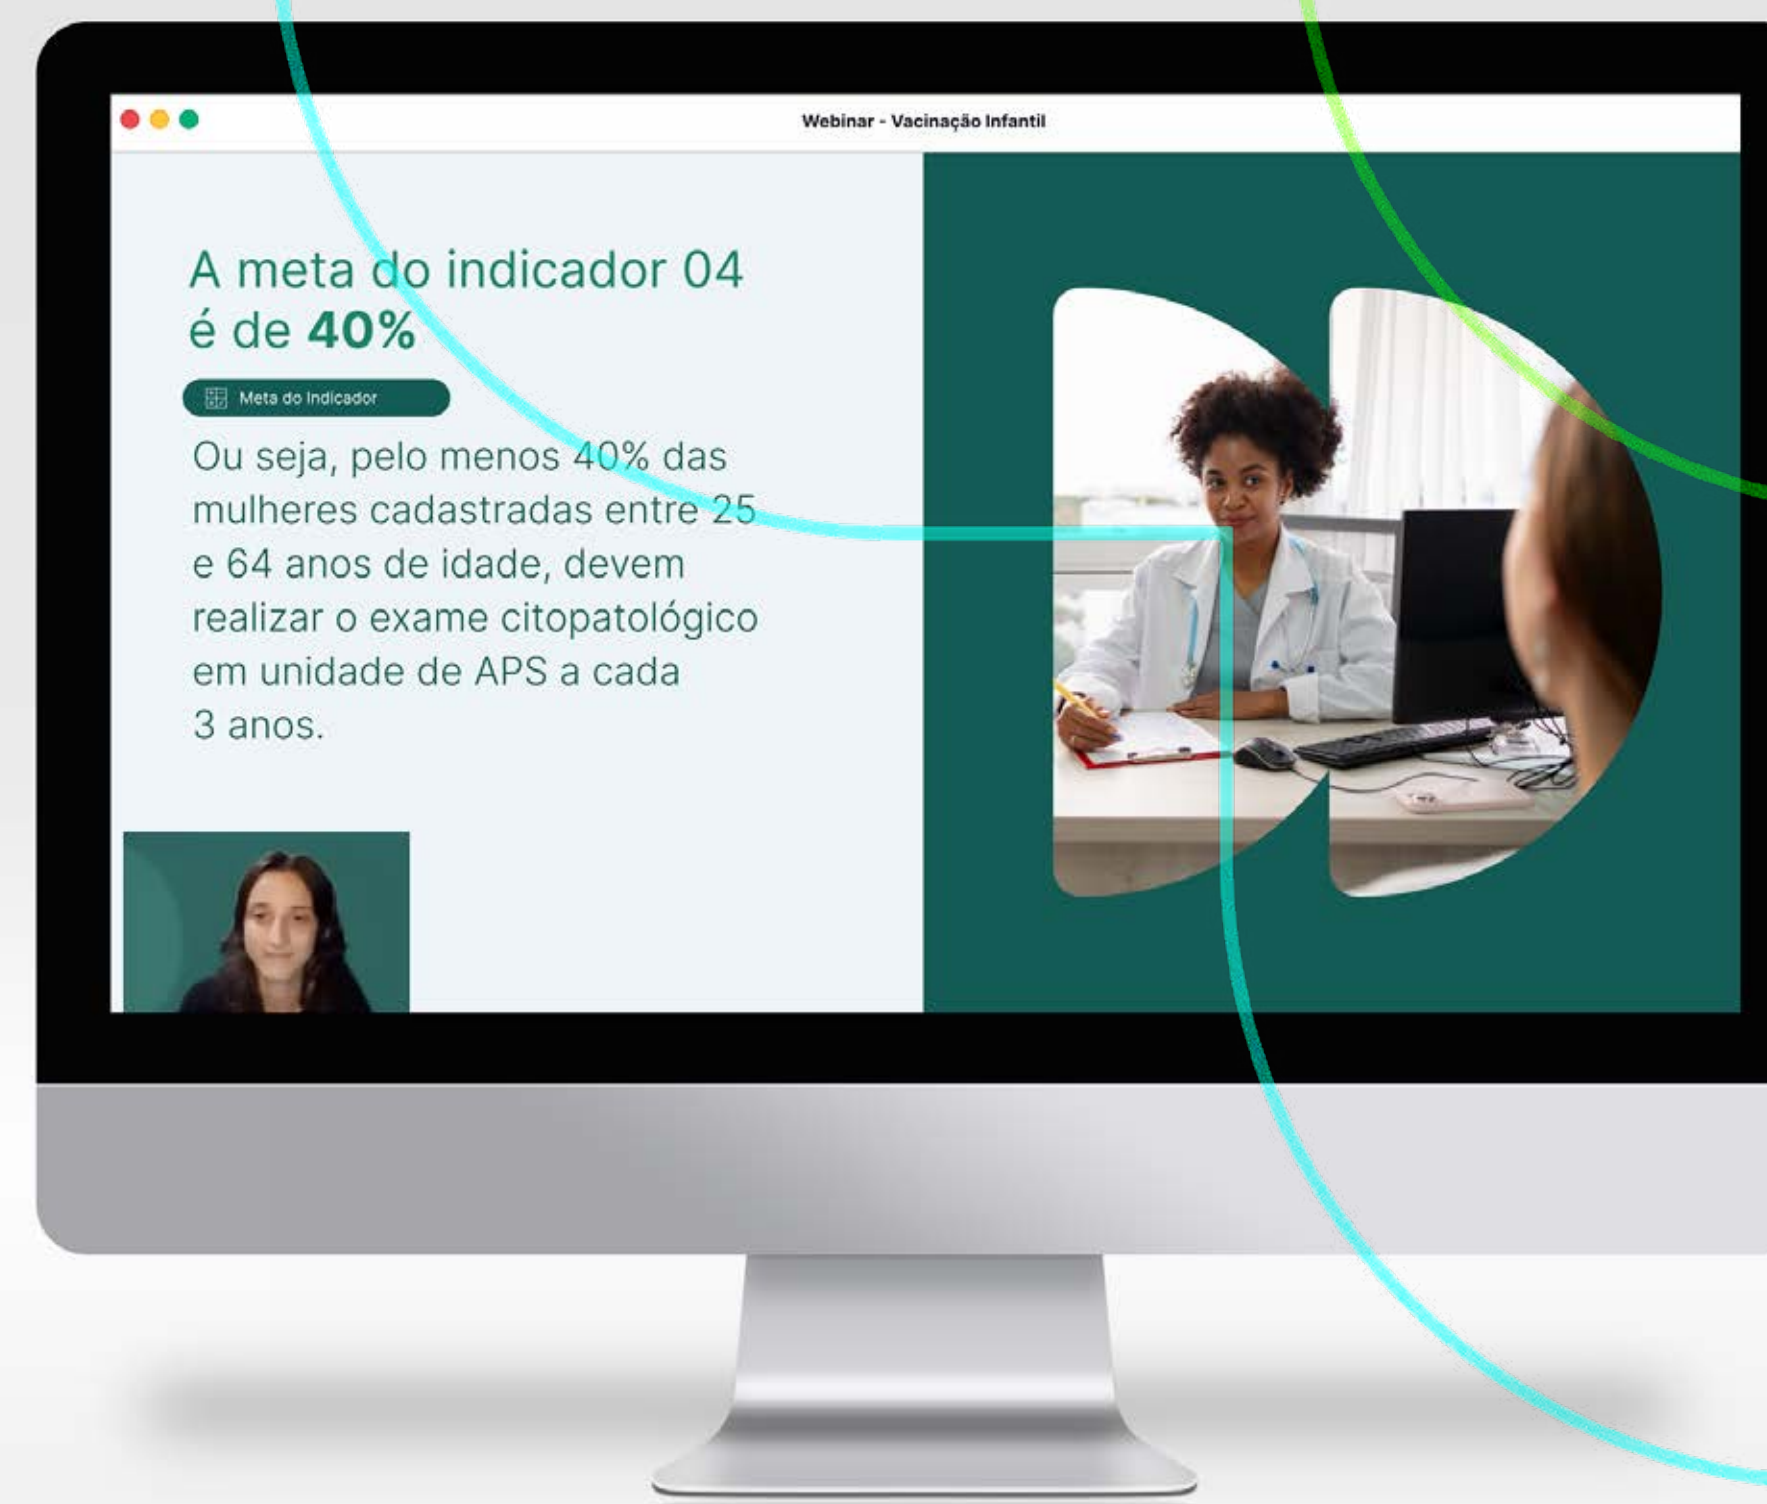 Webinar - Vacinação Infantil
A meta do indicador 04
é de 40%
Meta do Indicador
Ou seja, pelo menos 40% das
mulheres cadastradas entre 25
e 64 anos de idade, devem
realizar o exame citopatológico
em unidade de APS a cada
3 anos.